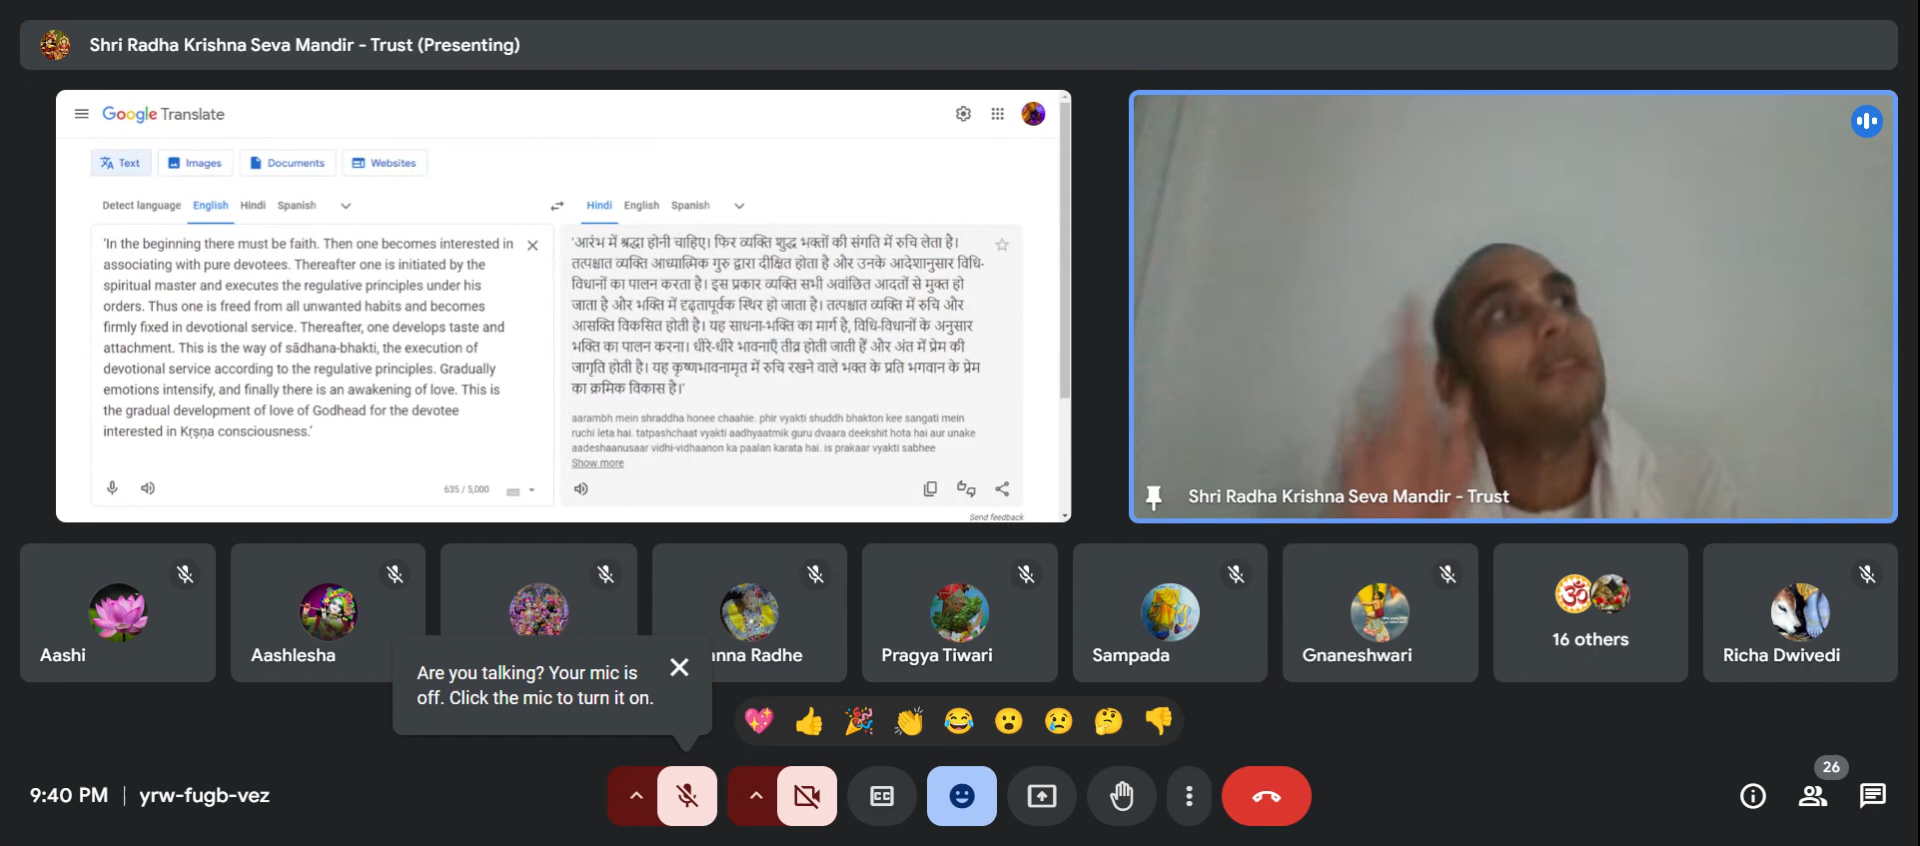 Shri Radha Krishna Seva Mandir - Trust (Presenting)
Google Translate
Text Images Documents Websites
Detect language English Hindi Spanish
Hindi English Spanish
'In the beginning there must be faith. Then one becomes interested in
associating with pure devotees. Thereafter one is initiated by the
spiritual master and executes the regulative principles under his
orders. Thus one is freed from all unwanted habits and becomes
firmly fixed in devotional service. Thereafter, one develops taste and
attachment. This is the way of sādhana-bhakti, the execution of
devotional service according to the regulative principles. Gradually
emotions intensify, and finally there is an awakening of love. This is
the gradual development of love of Godhead for the devotee
interested in Kṛṣṇa consciousness.'
635 / 5,000
'आरंभ में श्रद्धा होनी चाहिए। फिर व्यक्ति शुद्ध भक्तों की संगति में रुचि लेता है।
तत्पश्चात व्यक्ति आध्यात्मिक गुरु द्वारा दीक्षित होता है और उनके आदेशानुसार विधि-
विधानों का पालन करता है। इस प्रकार व्यक्ति सभी अवांछित आदतों से मुक्त हो
जाता है और भक्ति में दृढ़तापूर्वक स्थिर हो जाता है। तत्पश्चात व्यक्ति में रुचि और
आसक्ति विकसित होती है। यह साधना-भक्ति का मार्ग है, विधि-विधानों के अनुसार
भक्ति का पालन करना। धीरे-धीरे भावनाएँ तीव्र होती जाती हैं और अंत में प्रेम की
जागृति होती है। यह कृष्णभावनामृत में रुचि रखने वाले भक्त के प्रति भगवान के प्रेम
का क्रमिक विकास है।'
aarambh mein shraddha honee chaahie. phir vyakti shuddh bhakton kee sangati mein
ruchi leta hai. tatpashchaat vyakti aadhyaatmik guru dvaara deekshit hota hai aur unake
aadeshaanusaar vidhi-vidhaanon ka paalan karata hai. is prakaar vyakti sabhee
Show more
Send feedback
Shri Radha Krishna Seva Mandir - Trust
Aashi
Aashlesha
nna Radhe
Pragya Tiwari
Sampada
Gnaneshwari
16 others
Richa Dwivedi
Are you talking? Your mic is
off. Click the mic to turn it on.
9:40 PM | yrw-fugb-vez
CC
26